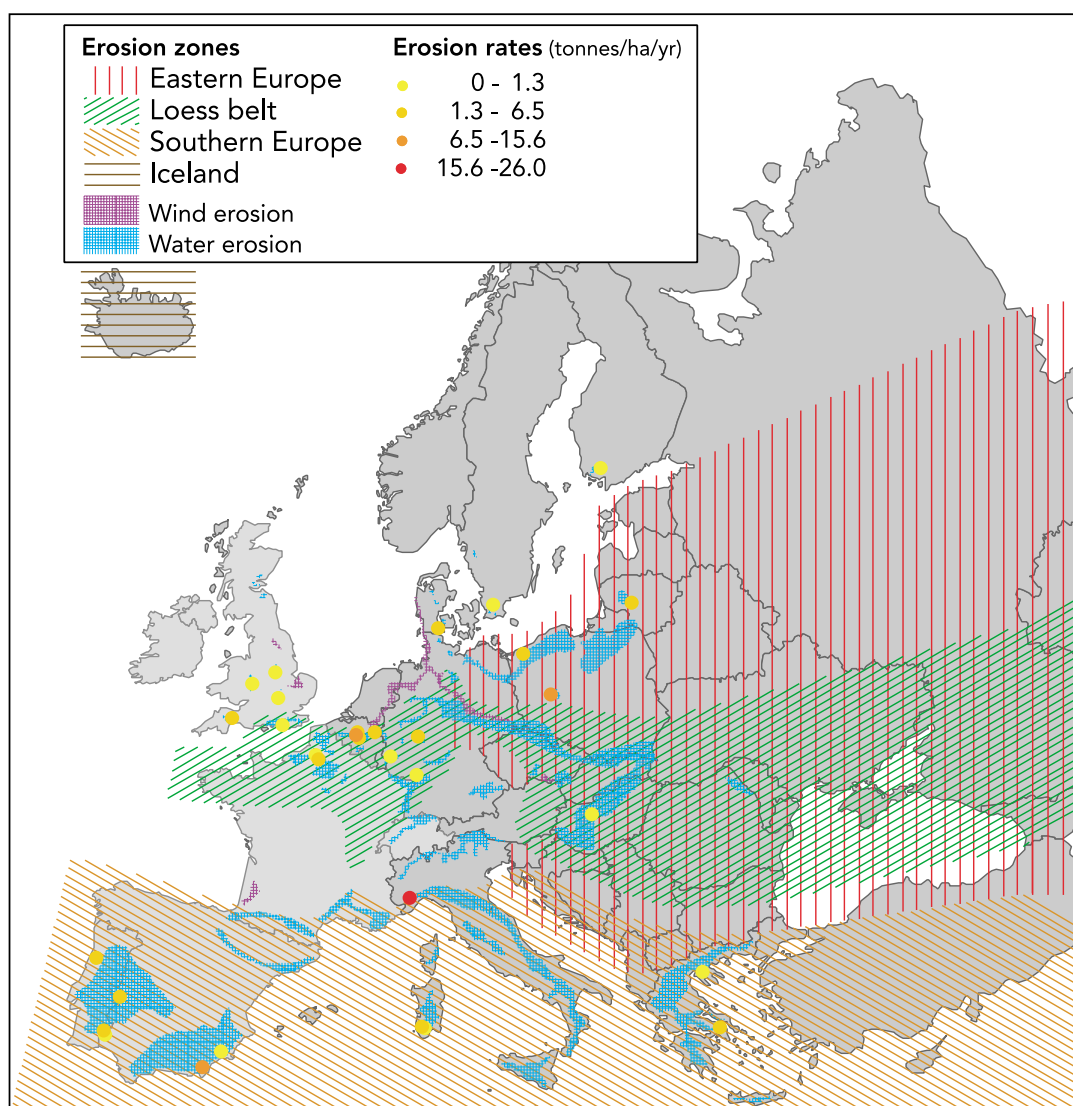 Erosion zones
Eastern Europe
Loess belt
Southern Europe
Iceland
Wind erosion
Water erosion
Erosion rates (tonnes/ha/yr)
0 - 1.3
1.3 - 6.5
6.5 -15.6
15.6 -26.0